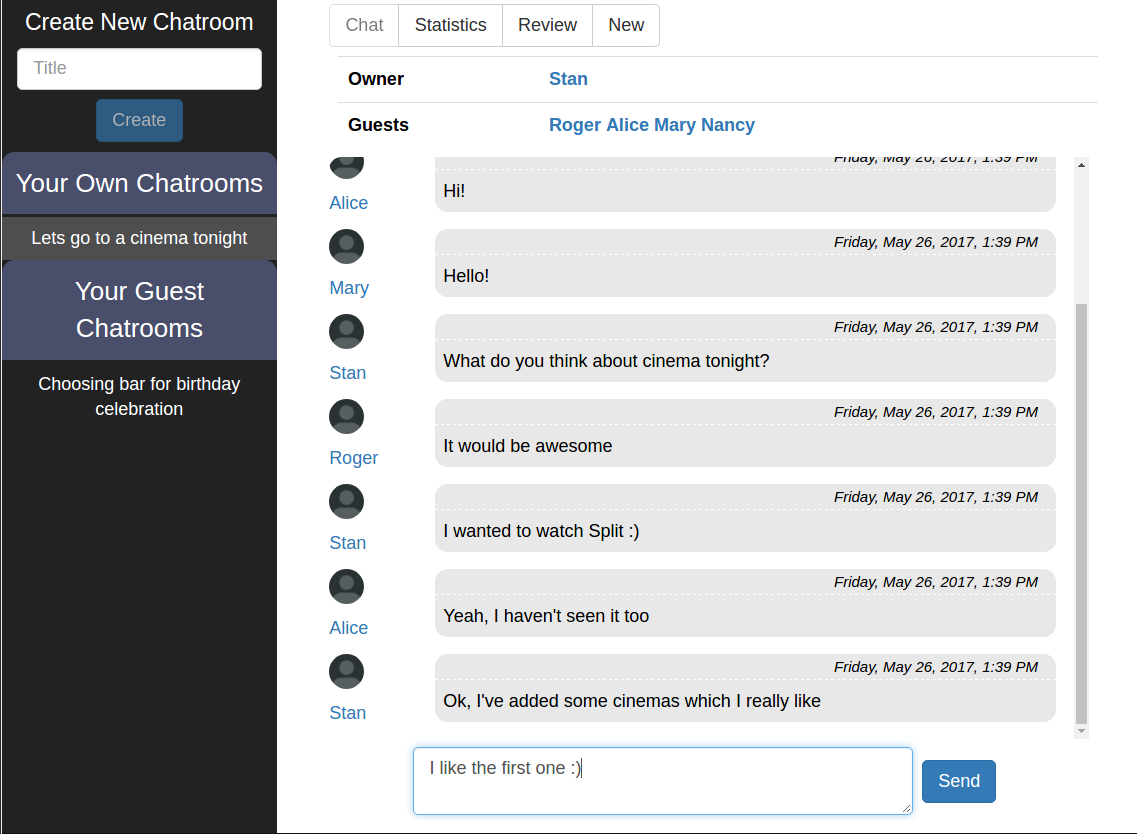 Create New Chatroom
Title
Create
Your Own Chatrooms
Lets go to a cinema tonight
Your Guest
Chatrooms
Choosing bar for birthday
celebration
Chat Statistics Review New
Owner Stan
Guests Roger Alice Mary Nancy
Friday, May 26, 2017, 1:39 PM
Hi!
Alice
Friday, May 26, 2017, 1:39 PM
Hello!
Mary
Friday, May 26, 2017, 1:39 PM
What do you think about cinema tonight?
Stan
Friday, May 26, 2017, 1:39 PM
It would be awesome
Roger
Friday, May 26, 2017, 1:39 PM
I wanted to watch Split :)
Stan
Friday, May 26, 2017, 1:39 PM
Yeah, I haven't seen it too
Alice
Friday, May 26, 2017, 1:39 PM
Ok, I've added some cinemas which I really like
Stan
I like the first one :)
Send